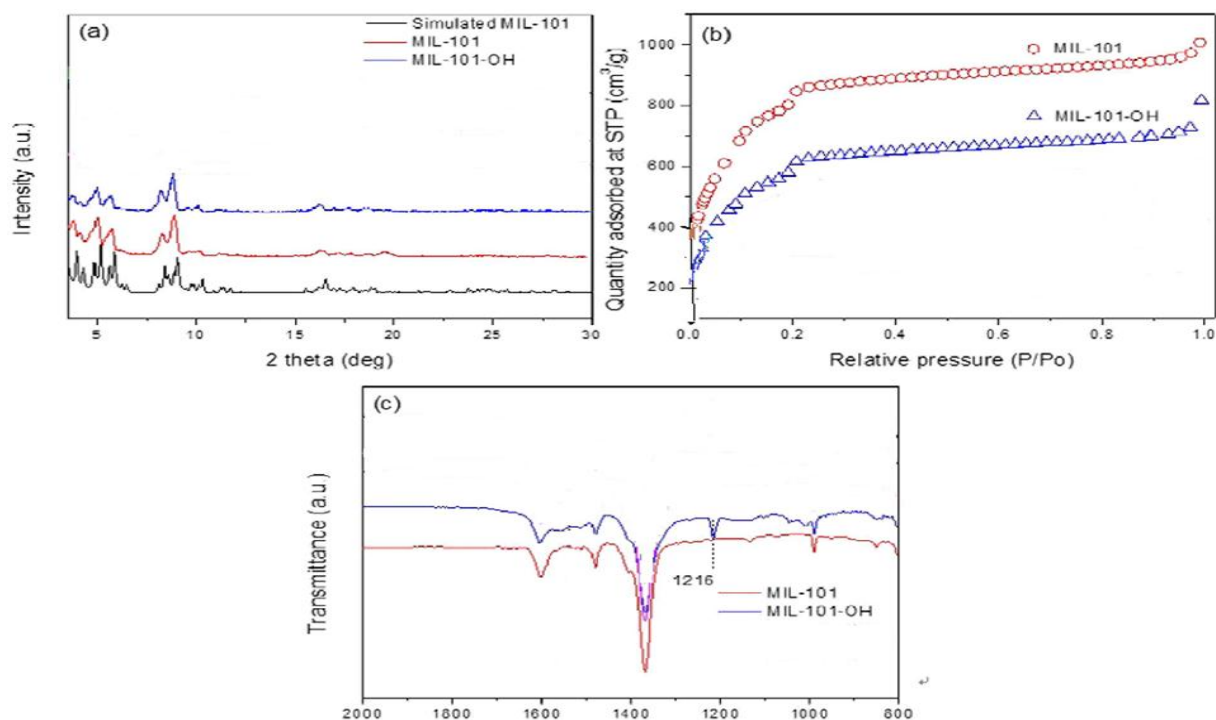 (a)
Simulated MIL-101
MIL-101
MIL-101-OH
Intensity (a.u.)
5
10
15
20
25
30
2 theta (deg)
(b)
MIL-101
MIL-101-OH
Quantity adsorbed at STP (cm³/g)
1000
800
600
400
200
0.0
0.2
0.4
0.6
0.8
1.0
Relative pressure (P/Po)
(c)
1216
MIL-101
MIL-101-OH
Transmittance (a.u)
2000
1800
1600
1400
1200
1000
800